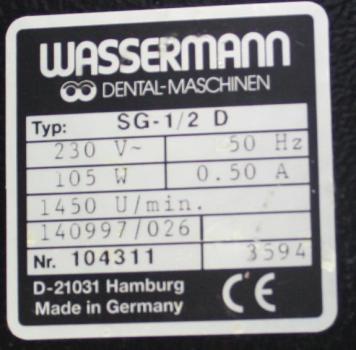 WASSERMANN
DENTAL-MASCHINEN
Typ: SG-1/2 D
230 V~ 50 Hz
105 W 0.50 A
1450 U/min.
140997/026
Nr. 104311 3594
D-21031 Hamburg
Made in Germany CE